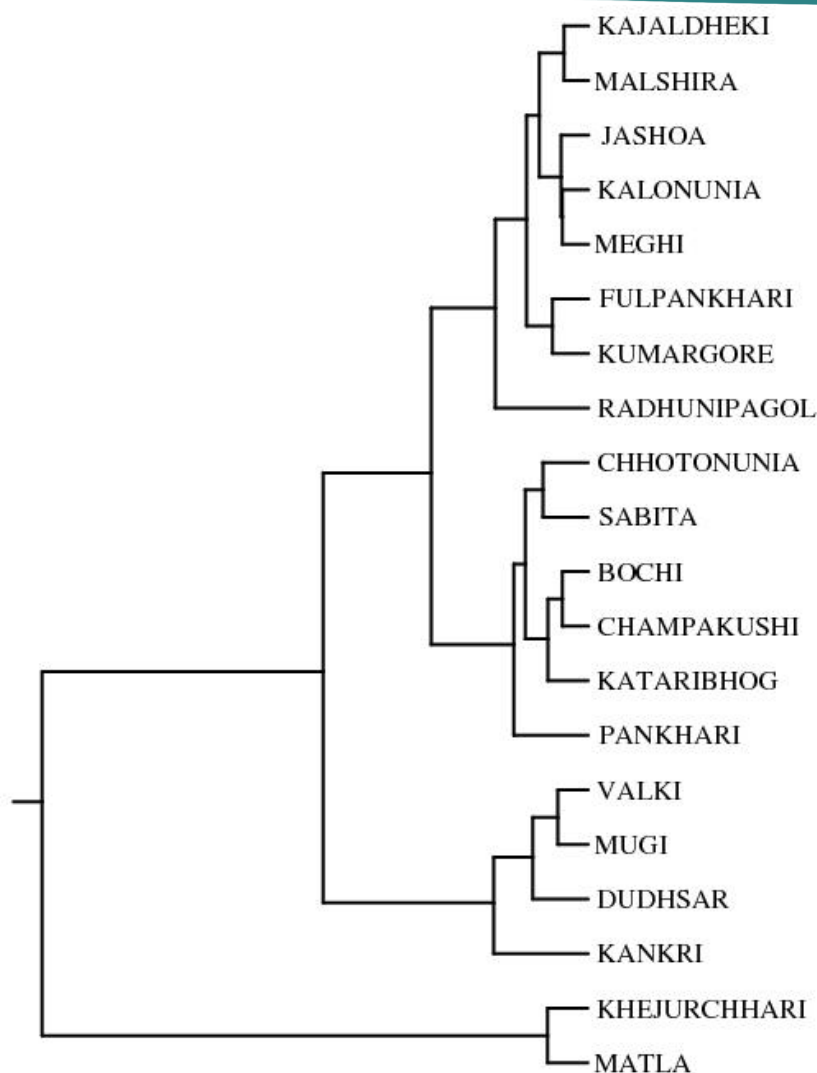 KAJALDHEKI
MALSHIRA
JASHOA
KALONUNIA
MEGHI
FULPANKHARI
KUMARGORE
RADHUNIPAGOL
CHHOTONUNIA
SABITA
BOCHI
CHAMPAKUSHI
KATARIBHOG
PANKHARI
VALKI
MUGI
DUDHSAR
KANKRI
KHEJURCHHARI
MATLA